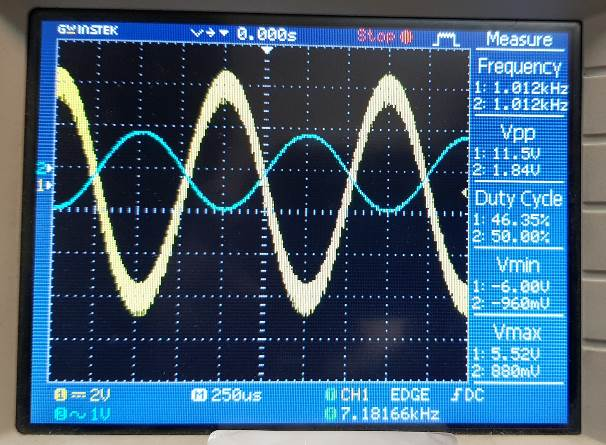 GW INSTEK 0.000s Stop Measure
Frequency
1: 1.012kHz
2: 1.012kHz
Vpp
1: 11.5V
2: 1.84V
Duty Cycle
1: 46.35%
2: 50.00%
Vmin
1: -6.00V
2: -960mV
Vmax
1: 5.52V
2: 880mV
2
1
1 2V M 250us T CH1 EDGE DC
2 1V 7.18166kHz